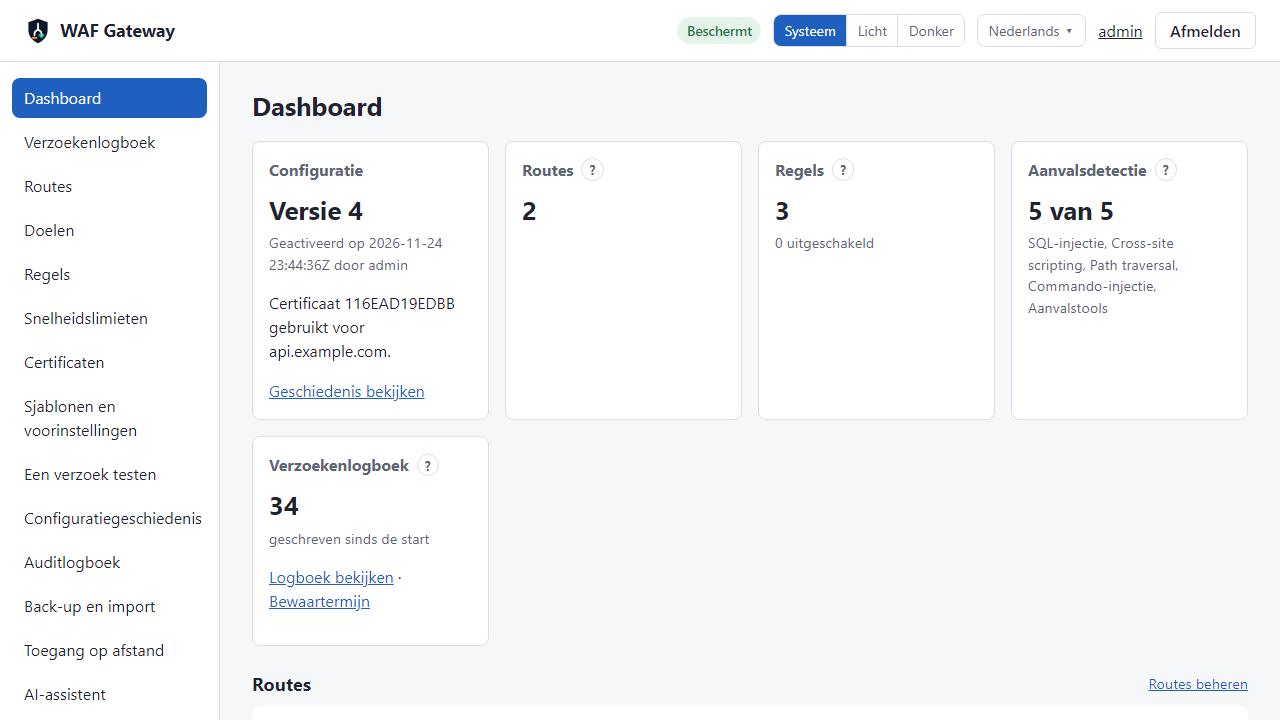 WAF Gateway
Beschermt
Systeem
Licht
Donker
Nederlands
admin
Afmelden
Dashboard
Verzoekenlogboek
Routes
Doelen
Regels
Snelheidslimieten
Certificaten
Sjablonen en
voorinstellingen
Een verzoek testen
Configuratiegeschiedenis
Auditlogboek
Back-up en import
Toegang op afstand
AI-assistent
Dashboard
Configuratie
Versie 4
Geactiveerd op 2026-11-24
23:44:36Z door admin
Certificaat 116EAD19EDBB
gebruikt voor
api.example.com.
Geschiedenis bekijken
Routes ?
2
Regels ?
3
0 uitgeschakeld
Aanvalsdetectie ?
5 van 5
SQL-injectie, Cross-site
scripting, Path traversal,
Commando-injectie,
Aanvalstools
Verzoekenlogboek ?
34
geschreven sinds de start
Logboek bekijken ·
Bewaartermijn
Routes
Routes beheren